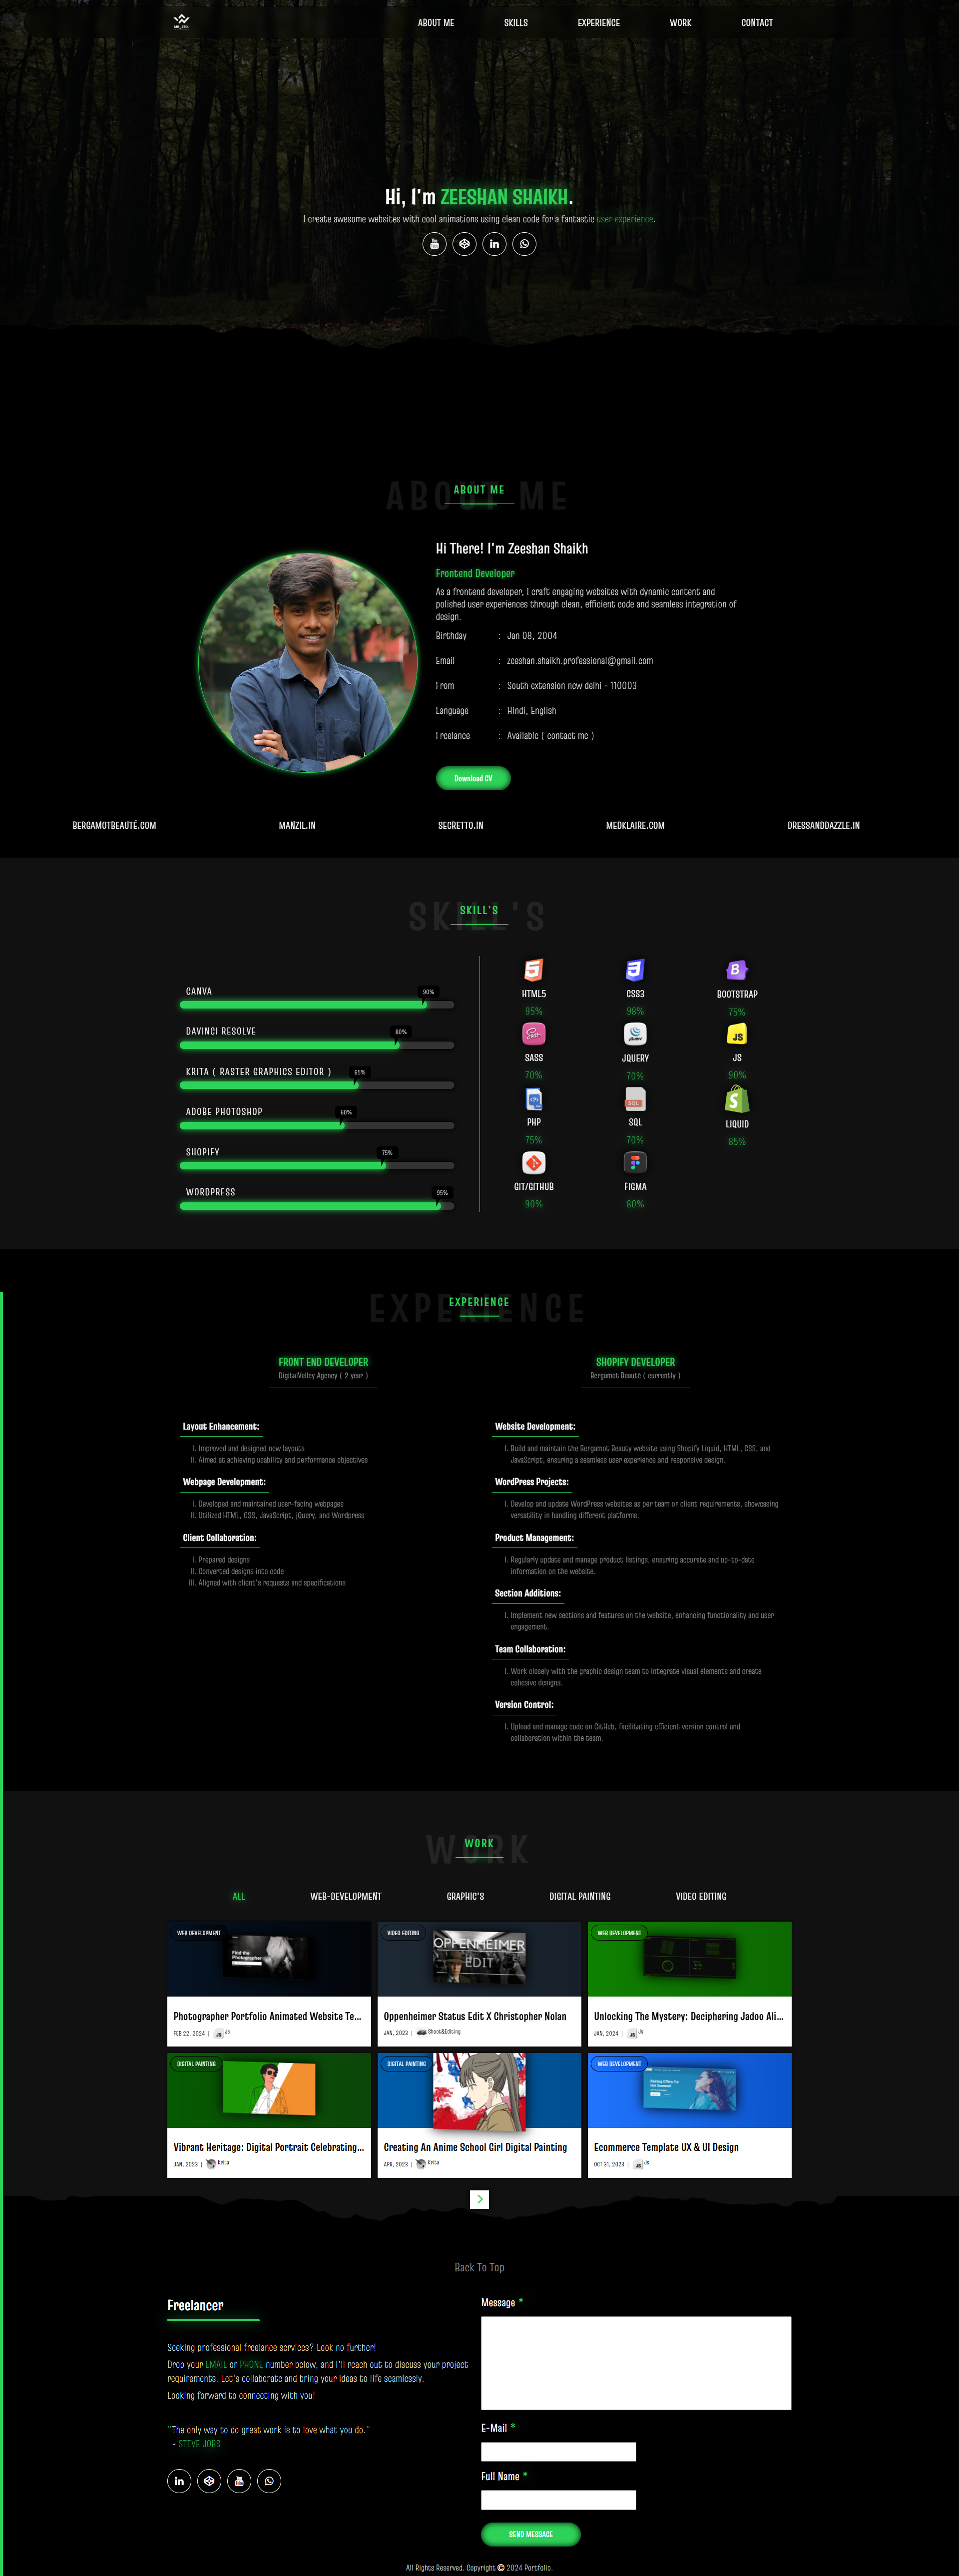 ABOUT ME
SKILLS
EXPERIENCE
WORK
CONTACT
Hi, I'm ZEESHAN SHAIKH.
I create awesome websites with cool animations using clean code for a fantastic user experience.
ABOUT ME
ABOUT ME
Hi There! I'm Zeeshan Shaikh
Frontend Developer
As a frontend developer, I craft engaging websites with dynamic content and
polished user experiences through clean, efficient code and seamless integration of
design.
Birthday : Jan 08, 2004
Email : zeeshan.shaikh.professional@gmail.com
From : South extension new delhi - 110003
Language : Hindi, English
Freelance : Available ( contact me )
Download CV
BERGAMOTBEAUTÉ.COM
MANZIL.IN
SECRETTO.IN
MEDKLAIRE.COM
DRESSANDDAZZLE.IN
SKILL'S
SKILL'S
CANVA
90%
DAVINCI RESOLVE
80%
KRITA ( RASTER GRAPHICS EDITOR )
65%
ADOBE PHOTOSHOP
60%
SHOPIFY
75%
WORDPRESS
95%
HTML5
95%
CSS3
98%
BOOTSTRAP
75%
SASS
70%
JQUERY
70%
JS
90%
PHP
75%
SQL
70%
LIQUID
85%
GIT/GITHUB
90%
FIGMA
80%
EXPERIENCE
EXPERIENCE
FRONT END DEVELOPER
DigitalVelley Agency ( 2 year )
Layout Enhancement:
I. Improved and designed new layouts
II. Aimed at achieving usability and performance objectives
Webpage Development:
I. Developed and maintained user-facing webpages
II. Utilized HTML, CSS, JavaScript, jQuery, and Wordpress
Client Collaboration:
I. Prepared designs
II. Converted designs into code
III. Aligned with client's requests and specifications
SHOPIFY DEVELOPER
Bergamot Beauté ( currently )
Website Development:
I. Build and maintain the Bergamot Beauty website using Shopify Liquid, HTML, CSS, and
JavaScript, ensuring a seamless user experience and responsive design.
WordPress Projects:
I. Develop and update WordPress websites as per team or client requirements, showcasing
versatility in handling different platforms.
Product Management:
I. Regularly update and manage product listings, ensuring accurate and up-to-date
information on the website.
Section Additions:
I. Implement new sections and features on the website, enhancing functionality and user
engagement.
Team Collaboration:
I. Work closely with the graphic design team to integrate visual elements and create
cohesive designs.
Version Control:
I. Upload and manage code on GitHub, facilitating efficient version control and
collaboration within the team.
WORK
WORK
ALL
WEB-DEVELOPMENT
GRAPHIC'S
DIGITAL PAINTING
VIDEO EDITING
WEB DEVELOPMENT
Find the
Photographer
Photographer Portfolio Animated Website Te...
FEB 22, 2024 | Js
VIDEO EDITING
OPPENHEIMER
EDIT
Oppenheimer Status Edit X Christopher Nolan
JAN, 2023 | Shoot&Editing
WEB DEVELOPMENT
Unlocking The Mystery: Deciphering Jadoo Ali...
JAN, 2024 | Js
DIGITAL PAINTING
Vibrant Heritage: Digital Portrait Celebrating...
JAN, 2023 | Krita
DIGITAL PAINTING
Creating An Anime School Girl Digital Painting
APR, 2023 | Krita
WEB DEVELOPMENT
Ecommerce Template UX & UI Design
OCT 31, 2023 | Js
Back To Top
Freelancer
Seeking professional freelance services? Look no further!
Drop your EMAIL or PHONE number below, and I'll reach out to discuss your project
requirements. Let's collaborate and bring your ideas to life seamlessly.
Looking forward to connecting with you!
"The only way to do great work is to love what you do."
- STEVE JOBS
Message *
E-Mail *
Full Name *
SEND MESSAGE
All Rights Reserved. Copyright © 2024 Portfolio.